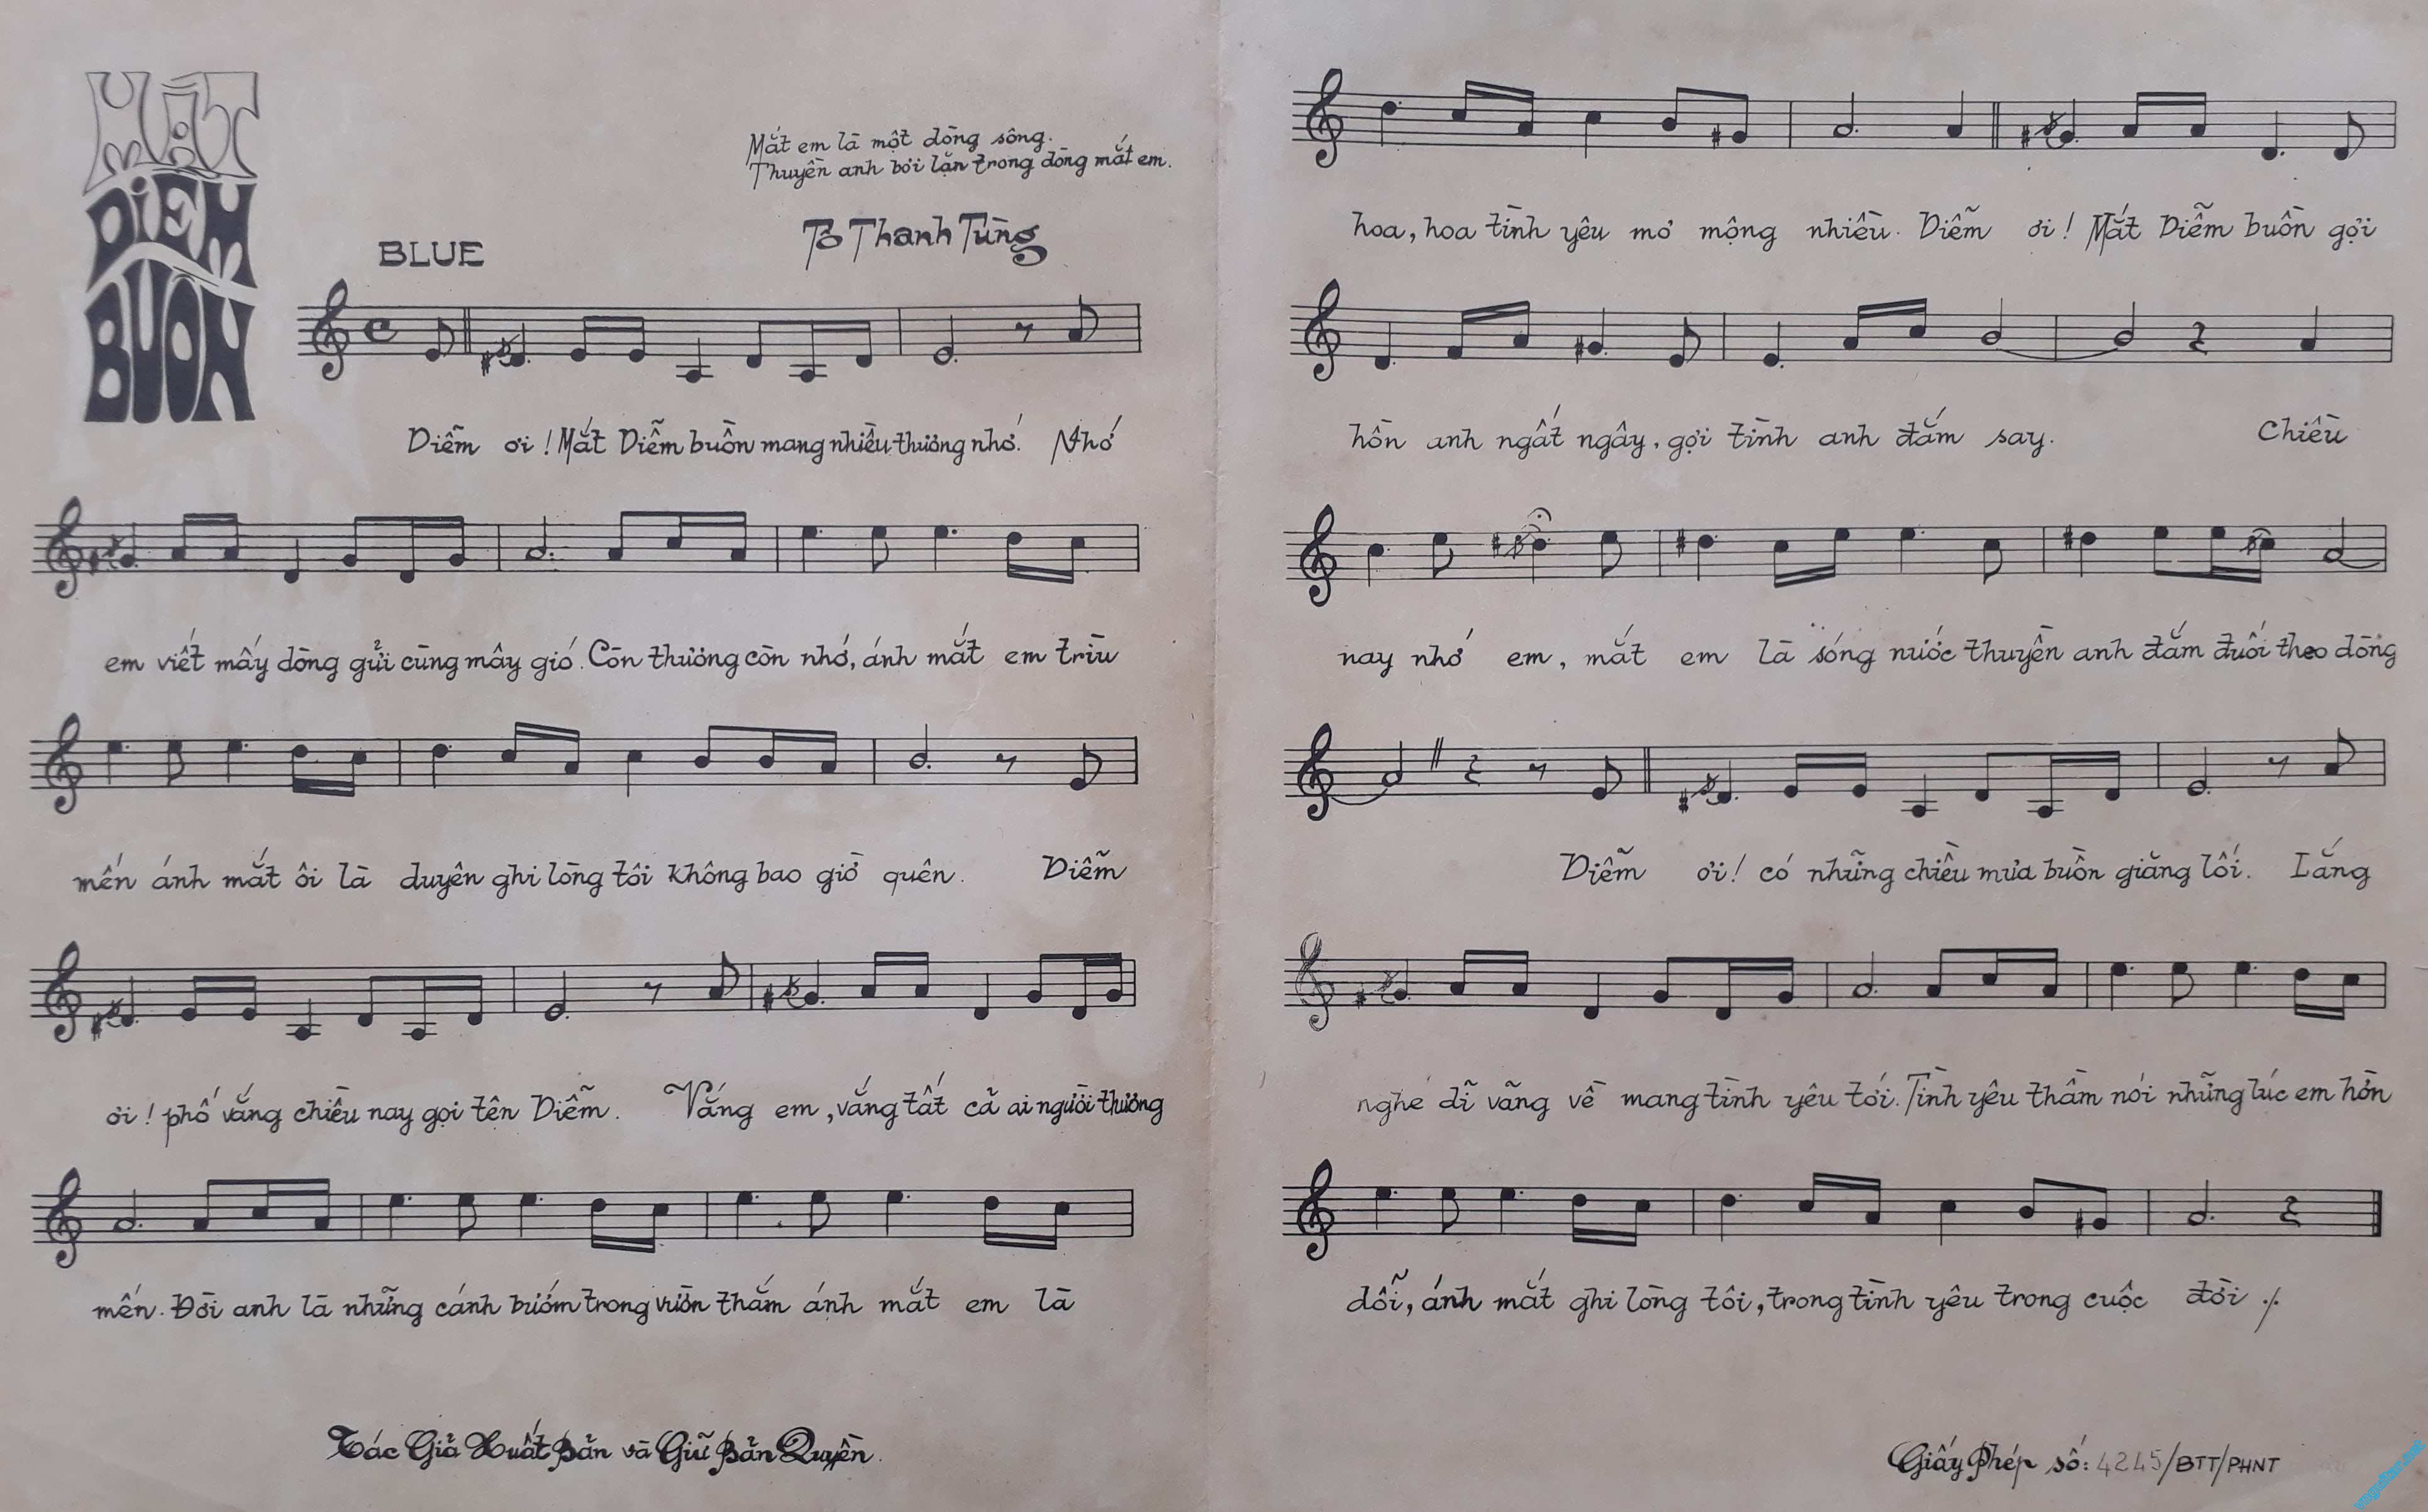 MẮT
DIỄM
BUỒN
Mắt em là một dòng sông.
Thuyền anh bơi lặn trong dòng mắt em.
Tô Thanh Tùng
BLUE
Diễm ơi! Mắt Diễm buồn mang nhiều thương nhớ. Nhớ
em viết mấy dòng gửi cùng mây gió. Còn thương còn nhớ, ánh mắt em trìu
mến ánh mắt ôi là duyên ghi lòng tôi không bao giờ quên. Diễm
ơi! phố vắng chiều nay gọi tên Diễm. Vắng em, vắng tất cả ai người thương
mến. Đời anh là những cánh bướm trong vườn thắm ánh mắt em là
Tác Giả Xuất Bản và Giữ Bản Quyền.
hoa, hoa tình yêu mơ mộng nhiều. Diễm ơi! Mắt Diễm buồn gợi
hồn anh ngất ngây, gợi tình anh đắm say. Chiều
nay nhớ em, mắt em là sóng nước thuyền anh đắm đuối theo dòng
Diễm ơi! có những chiều mưa buồn giăng lối. Lắng
nghe dĩ vãng về mang tình yêu tới. Tình yêu thầm nói những lúc em hờn
dỗi, ánh mắt ghi lòng tôi, trong tình yêu trong cuộc đời ./.
Giấy Phép số: 4245/BTT/PHNT